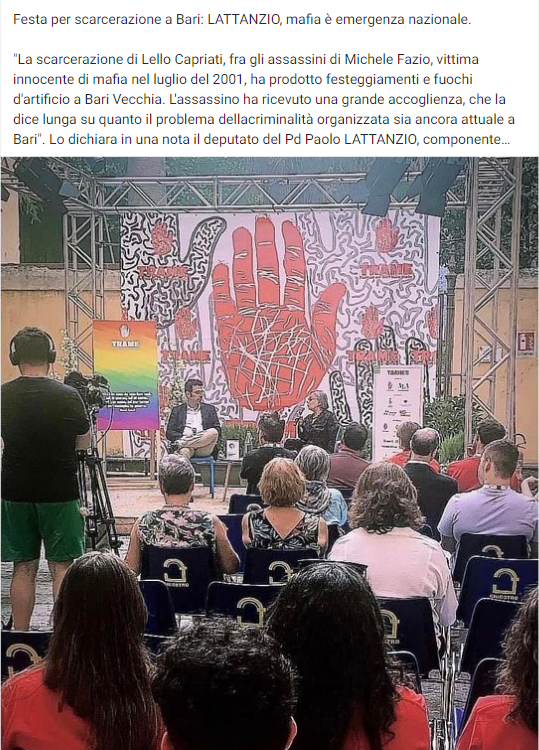 Festa per scarcerazione a Bari: LATTANZIO, mafia è emergenza nazionale.
"La scarcerazione di Lello Capriati, fra gli assassini di Michele Fazio, vittima
innocente di mafia nel luglio del 2001, ha prodotto festeggiamenti e fuochi
d'artificio a Bari Vecchia. L'assassino ha ricevuto una grande accoglienza, che la
dice lunga su quanto il problema dellacriminalità organizzata sia ancora attuale a
Bari". Lo dichiara in una nota il deputato del Pd Paolo LATTANZIO, componente…
TRAME
TRAME
TRAME
TRAME
TRAME